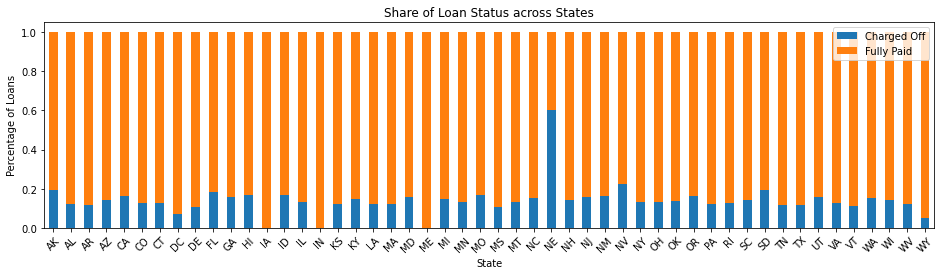 Share of Loan Status across States
Charged Off
Fully Paid
Percentage of Loans
1.0
0.8
0.6
0.4
0.2
0.0
AK AL AR AZ CA CO CT DC DE FL GA HI IA ID IL IN KS KY LA MA MD ME MI MN MO MS MT NC NE NH NJ NM NV NY OH OK OR PA RI SC SD TN TX UT VA VT WA WI WV WY
State